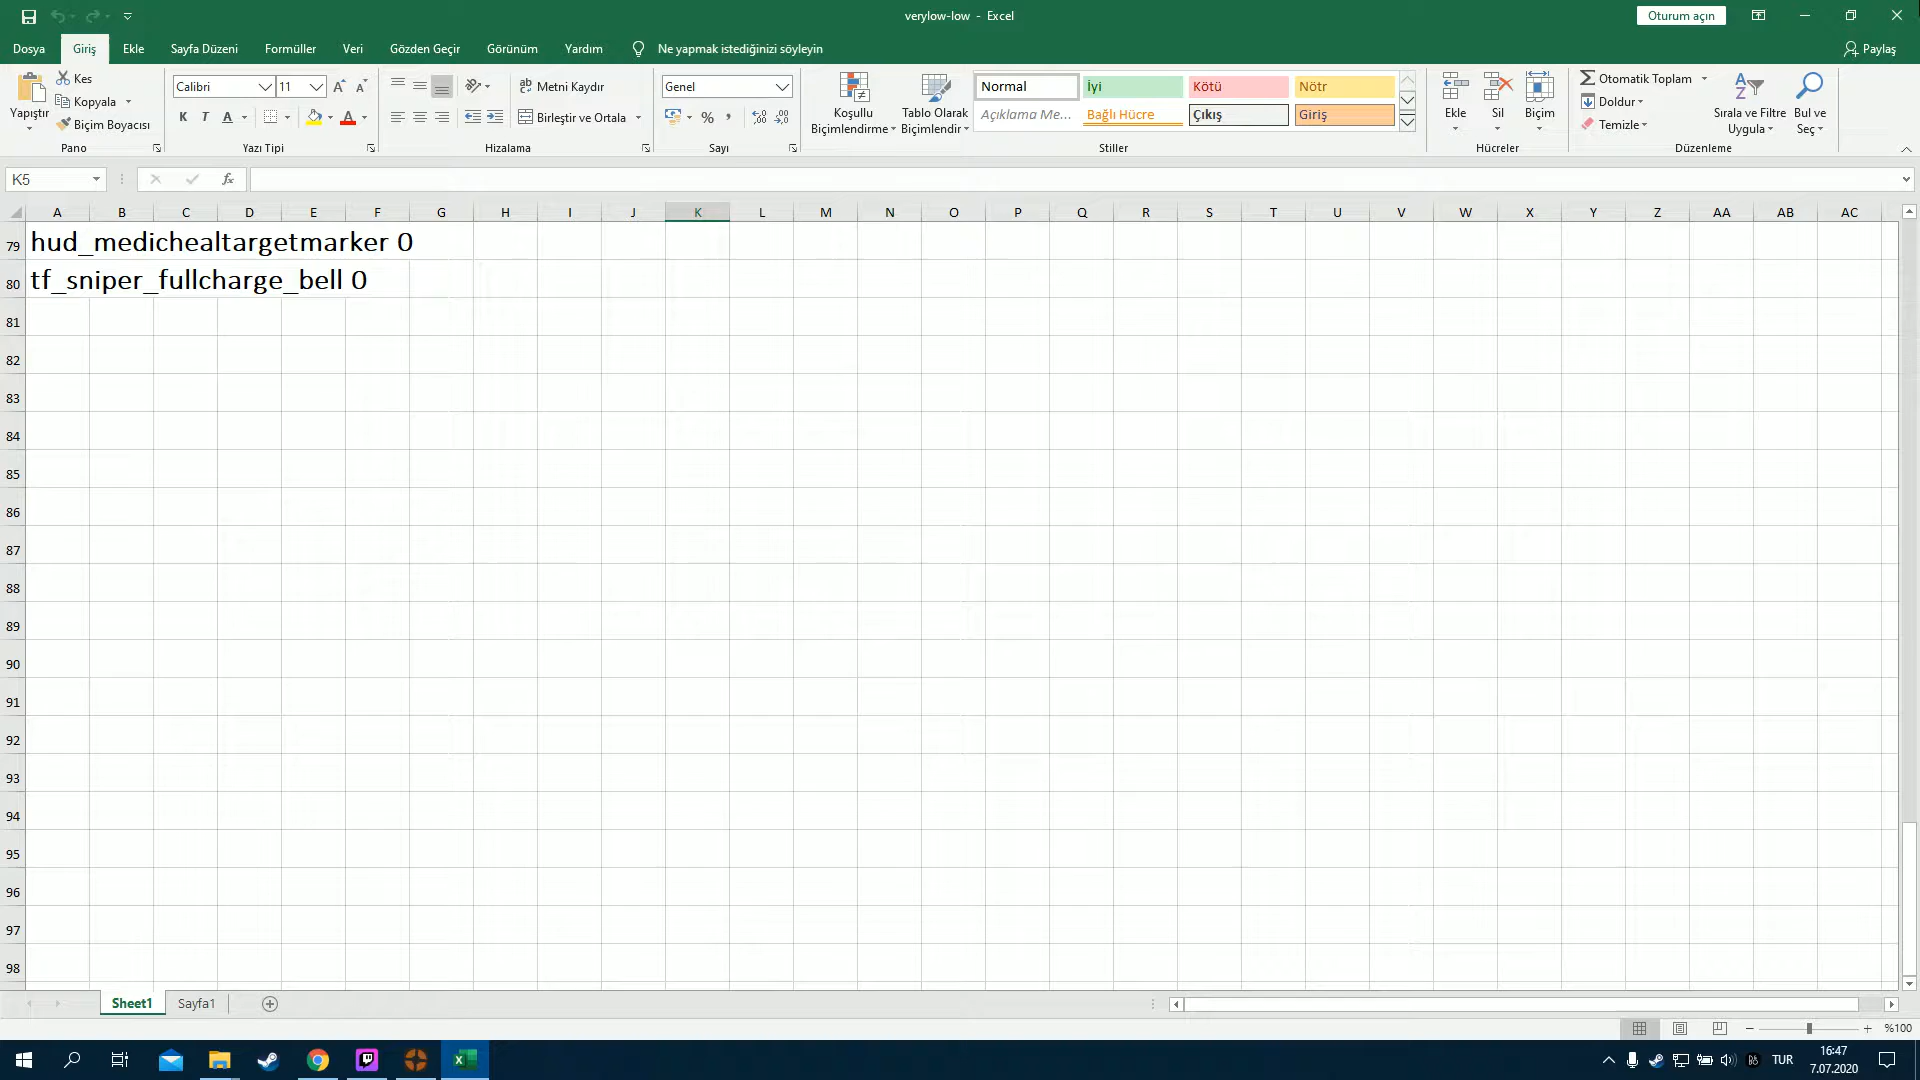 verylow-low - Excel
Oturum açın
Dosya Giriş Ekle Sayfa Düzeni Formüller Veri Gözden Geçir Görünüm Yardım Ne yapmak istediğinizi söyleyin Paylaş
Yapıştır
Kes
Kopyala
Biçim Boyacısı
Pano
Calibri 11
K T A A
Yazı Tipi
Metni Kaydır
Birleştir ve Ortala
Hizalama
Genel
%
Sayı
Koşullu Biçimlendirme
Tablo Olarak Biçimlendir
Normal İyi Kötü Nötr
Açıklama Me... Bağlı Hücre Çıkış Giriş
Stiller
Ekle Sil Biçim
Hücreler
Otomatik Toplam
Doldur
Temizle
Sırala ve Filtre Uygula
Bul ve Seç
Düzenleme
K5 fx
A B C D E F G H I J K L M N O P Q R S T U V W X Y Z AA AB AC
79 hud_medichealtargetmarker 0
80 tf_sniper_fullcharge_bell 0
81
82
83
84
85
86
87
88
89
90
91
92
93
94
95
96
97
98
Sheet1 Sayfa1
%100
TUR
16:47
7.07.2020